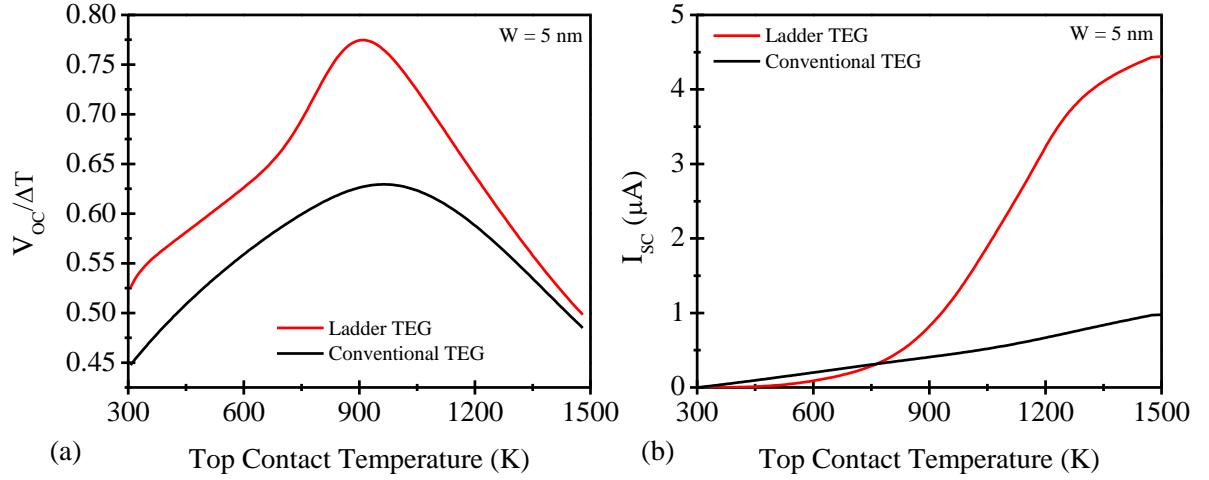 0.80
0.75
0.70
0.65
0.60
0.55
0.50
0.45
V_OC/ΔT
W = 5 nm
Ladder TEG
Conventional TEG
300 600 900 1200 1500
(a) Top Contact Temperature (K)
5
4
3
2
1
0
I_SC (μA)
Ladder TEG
Conventional TEG
W = 5 nm
300 600 900 1200 1500
(b) Top Contact Temperature (K)